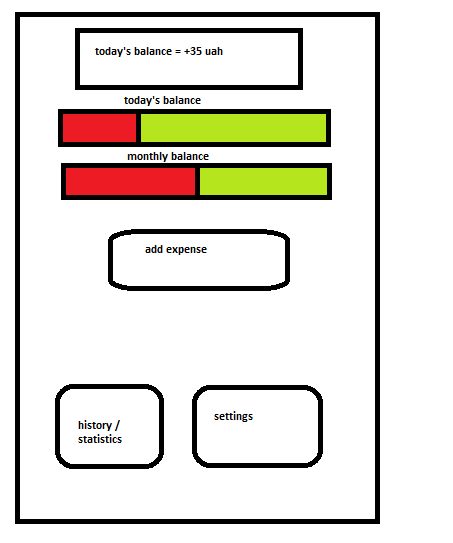 today's balance = +35 uah
today's balance
monthly balance
add expense
history /
statistics
settings